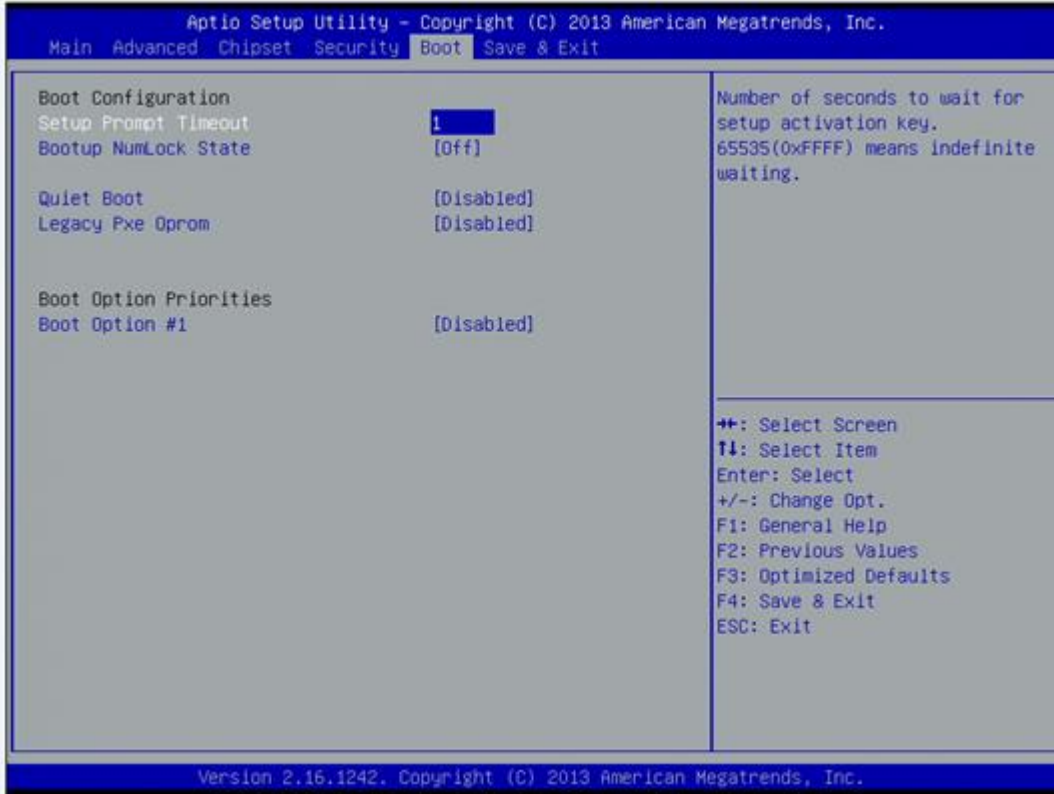 Aptio Setup Utility – Copyright (C) 2013 American Megatrends, Inc.
Main Advanced Chipset Security Boot Save & Exit
Boot Configuration
Setup Prompt Timeout 1
Bootup NumLock State [Off]
Quiet Boot [Disabled]
Legacy Pxe Oprom [Disabled]
Boot Option Priorities
Boot Option #1 [Disabled]
Number of seconds to wait for
setup activation key.
65535(0xFFFF) means indefinite
waiting.
→←: Select Screen
↑↓: Select Item
Enter: Select
+/-: Change Opt.
F1: General Help
F2: Previous Values
F3: Optimized Defaults
F4: Save & Exit
ESC: Exit
Version 2.16.1242. Copyright (C) 2013 American Megatrends, Inc.